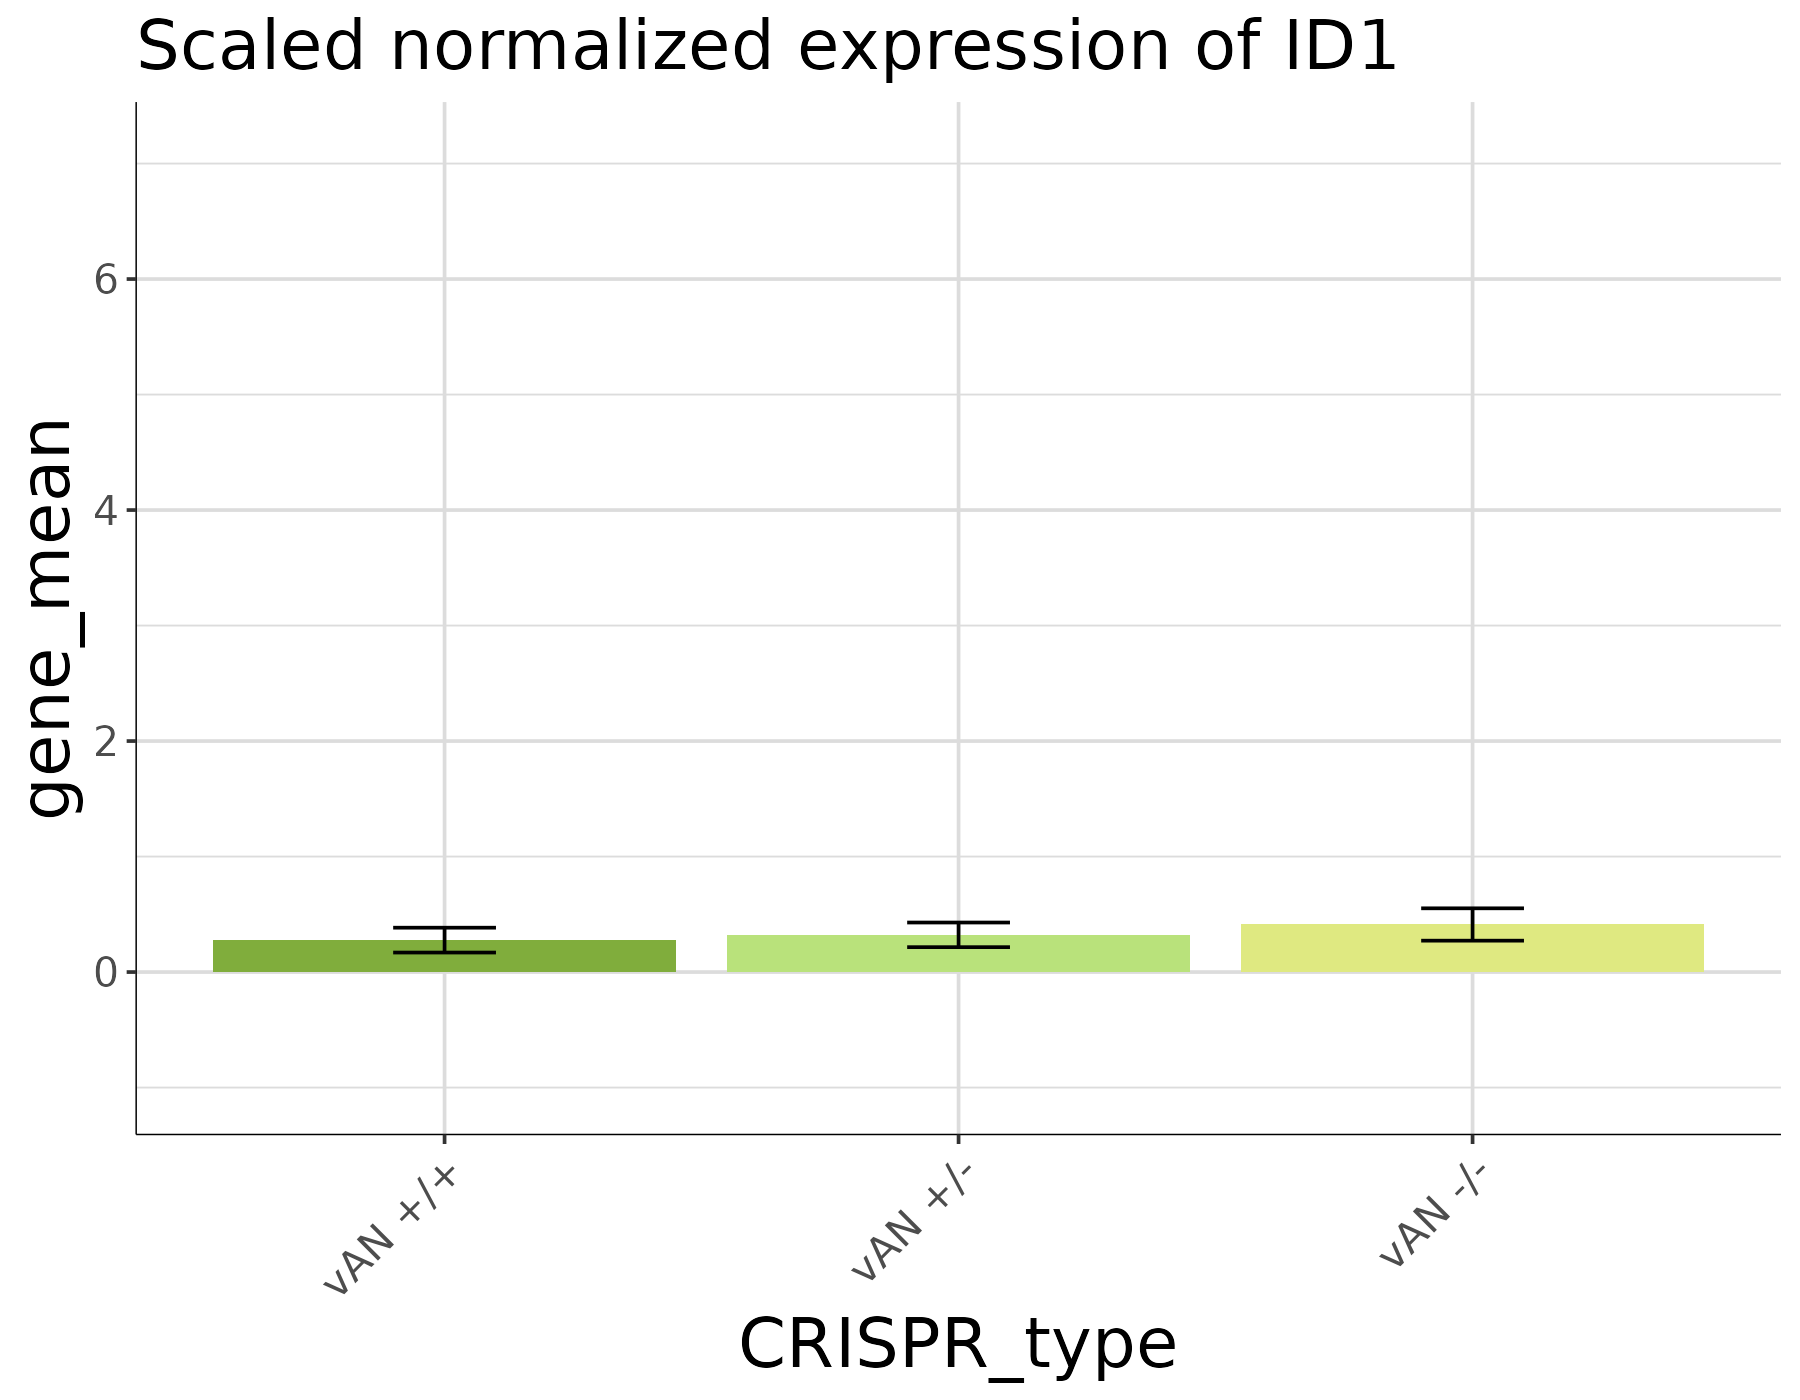 Scaled normalized expression of ID1
gene_mean
6
4
2
0
vAN +/+
vAN +/-
vAN -/-
CRISPR_type